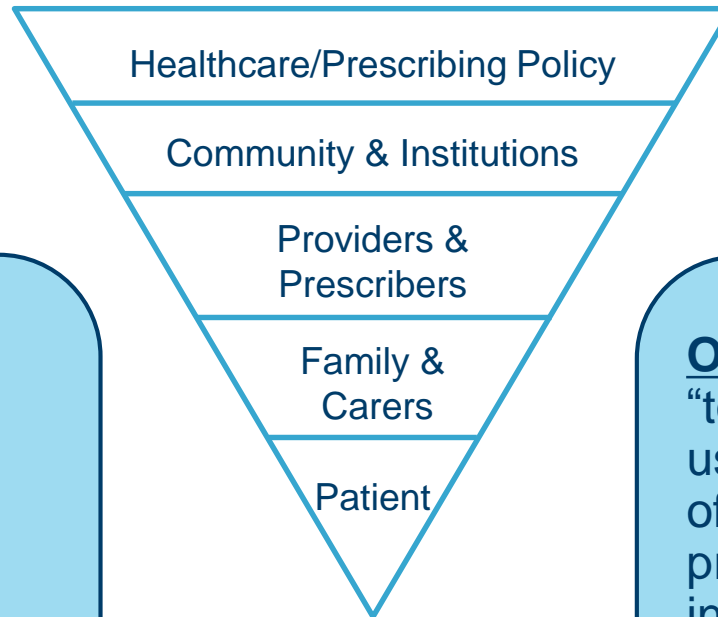 Healthcare/Prescribing Policy
Community & Institutions
Providers &
Prescribers
Family &
Carers
Patient